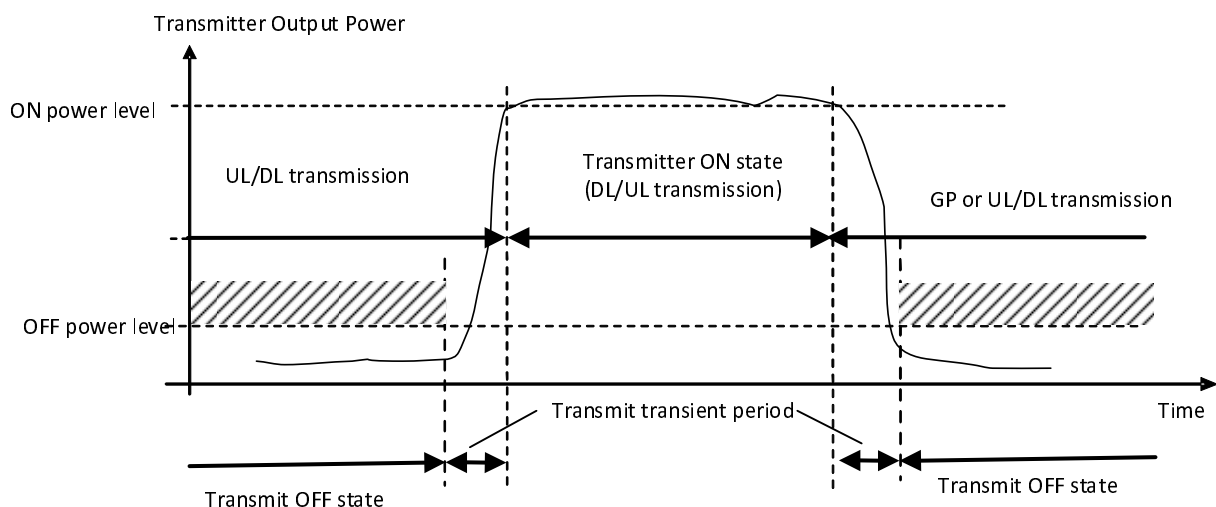 Transmitter Output Power
ON power level
UL/DL transmission
Transmitter ON state
(DL/UL transmission)
GP or UL/DL transmission
OFF power level
Transmit transient period
Time
Transmit OFF state
Transmit OFF state